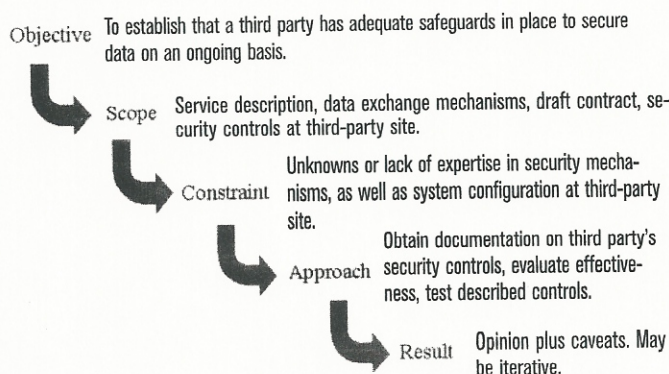 Objective To establish that a third party has adequate safeguards in place to secure
data on an ongoing basis.
Scope Service description, data exchange mechanisms, draft contract, se-
curity controls at third-party site.
Constraint Unknowns or lack of expertise in security mecha-
nisms, as well as system configuration at third-party
site.
Approach Obtain documentation on third party's
security controls, evaluate effective-
ness, test described controls.
Result Opinion plus caveats. May
be iterative.